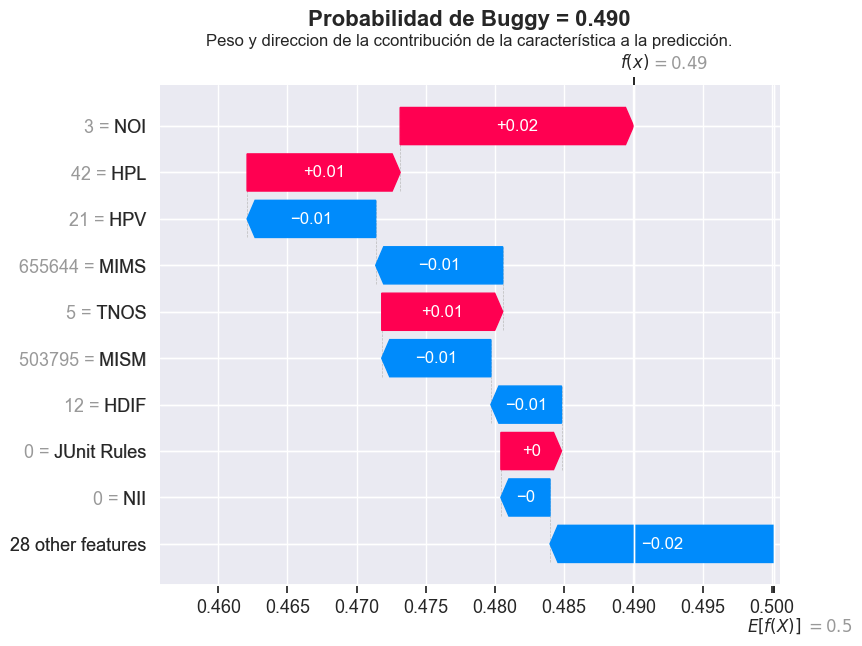 Probabilidad de Buggy = 0.490
Peso y direccion de la ccontribución de la característica a la predicción.
f(x) = 0.49
3 = NOI
+0.02
42 = HPL
+0.01
21 = HPV
−0.01
655644 = MIMS
−0.01
5 = TNOS
+0.01
503795 = MISM
−0.01
12 = HDIF
−0.01
0 = JUnit Rules
+0
0 = NII
−0
28 other features
−0.02
0.460 0.465 0.470 0.475 0.480 0.485 0.490 0.495 0.500
E[f(X)] = 0.5